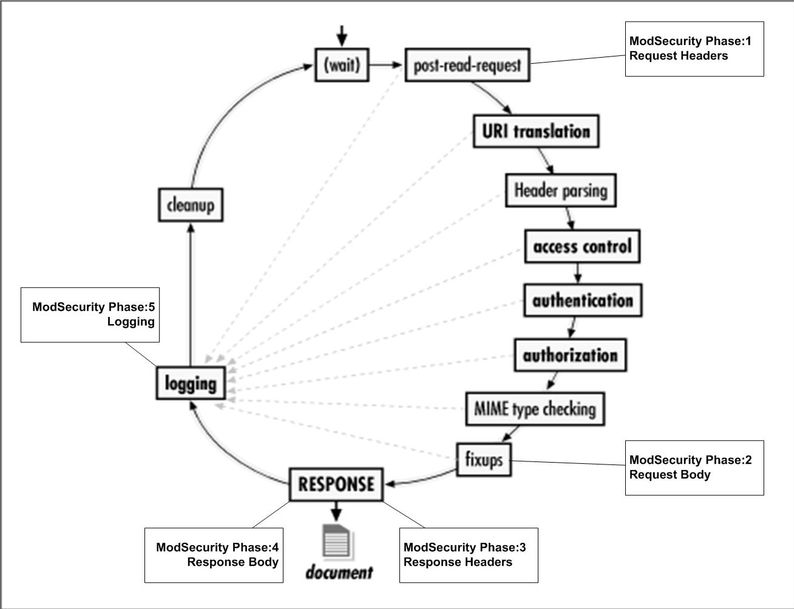 (wait)
post-read-request
ModSecurity Phase:1
Request Headers
URI translation
Header parsing
cleanup
access control
authentication
ModSecurity Phase:5
Logging
authorization
logging
MIME type checking
fixups
ModSecurity Phase:2
Request Body
RESPONSE
ModSecurity Phase:4
Response Body
document
ModSecurity Phase:3
Response Headers